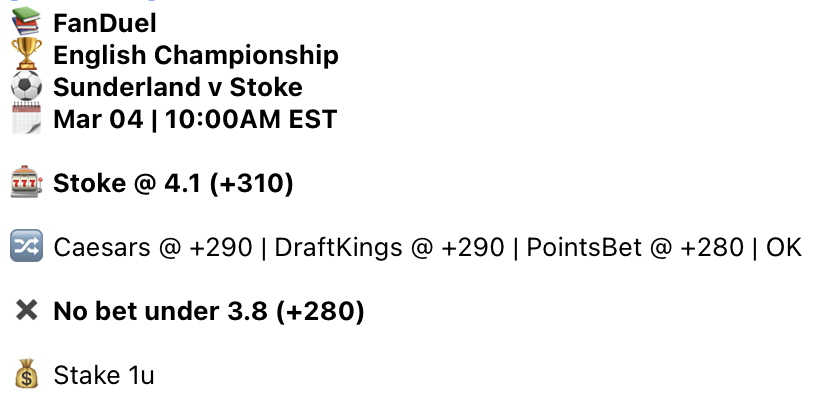 📚 FanDuel
🏆 English Championship
⚽ Sunderland v Stoke
🗓️ Mar 04 | 10:00AM EST
🎰 Stoke @ 4.1 (+310)
🔀 Caesars @ +290 | DraftKings @ +290 | PointsBet @ +280 | OK
✖️ No bet under 3.8 (+280)
💰 Stake 1u